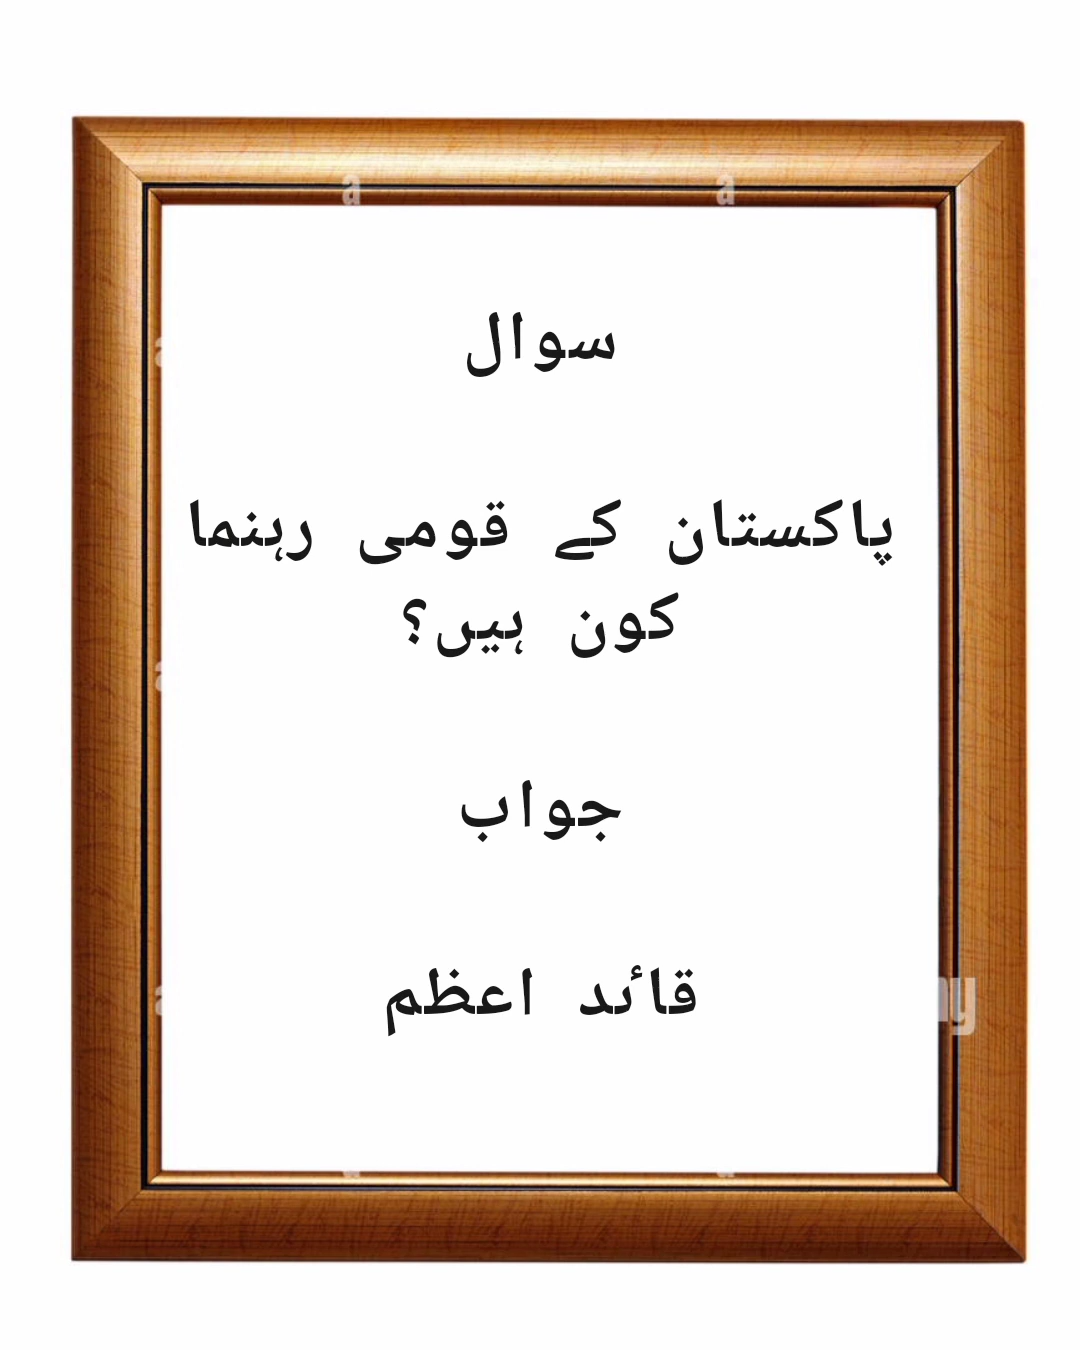 سوال
پاکستان کے قومی رہنما
کون ہیں؟
جواب
قائد اعظم